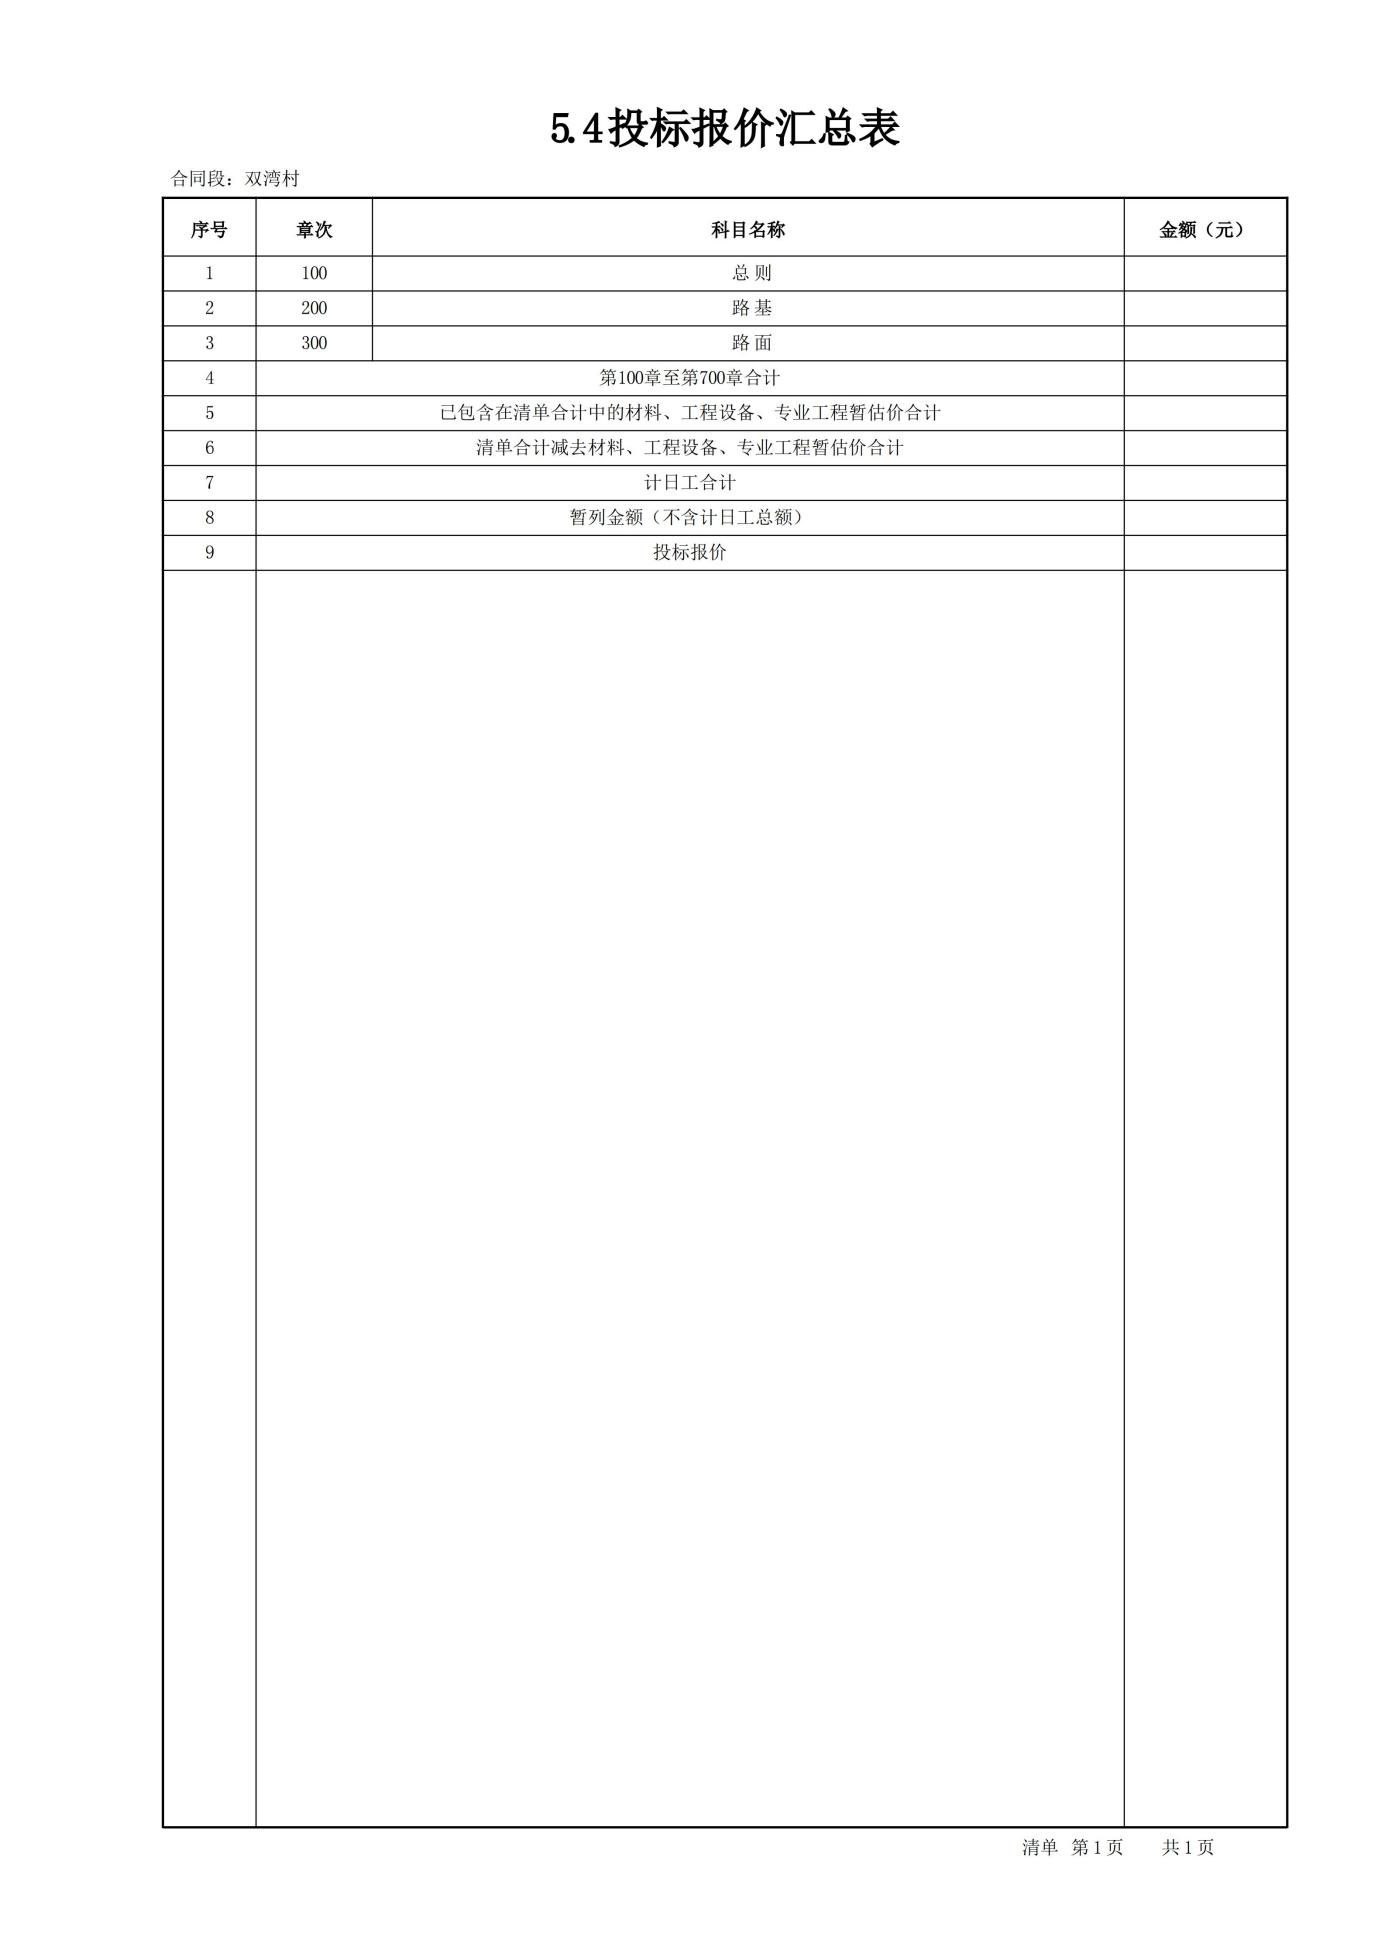 5.4投标报价汇总表
合同段：双湾村
序号 章次 科目名称 金额（元）
1 100 总 则
2 200 路 基
3 300 路 面
4 第100章至第700章合计
5 已包含在清单合计中的材料、工程设备、专业工程暂估价合计
6 清单合计减去材料、工程设备、专业工程暂估价合计
7 计日工合计
8 暂列金额（不含计日工总额）
9 投标报价
清单 第1页 共1页